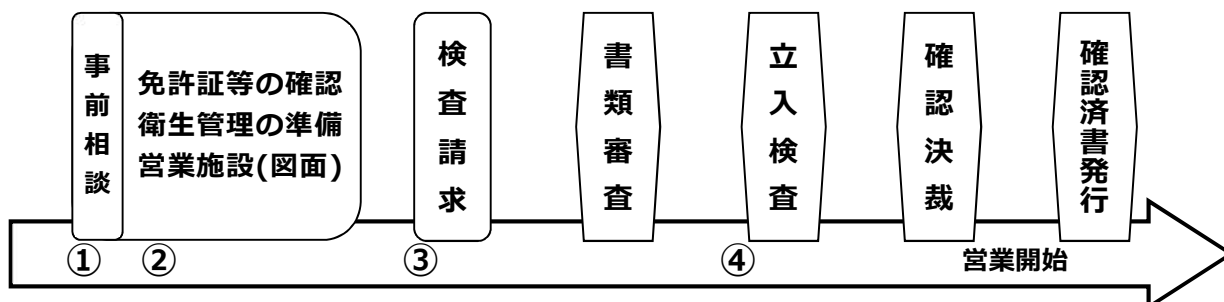 事前相談
免許証等の確認
衛生管理の準備
営業施設(図面)
検査請求
書類審査
立入検査
確認決裁
確認済書発行
① ② ③ ④ 営業開始